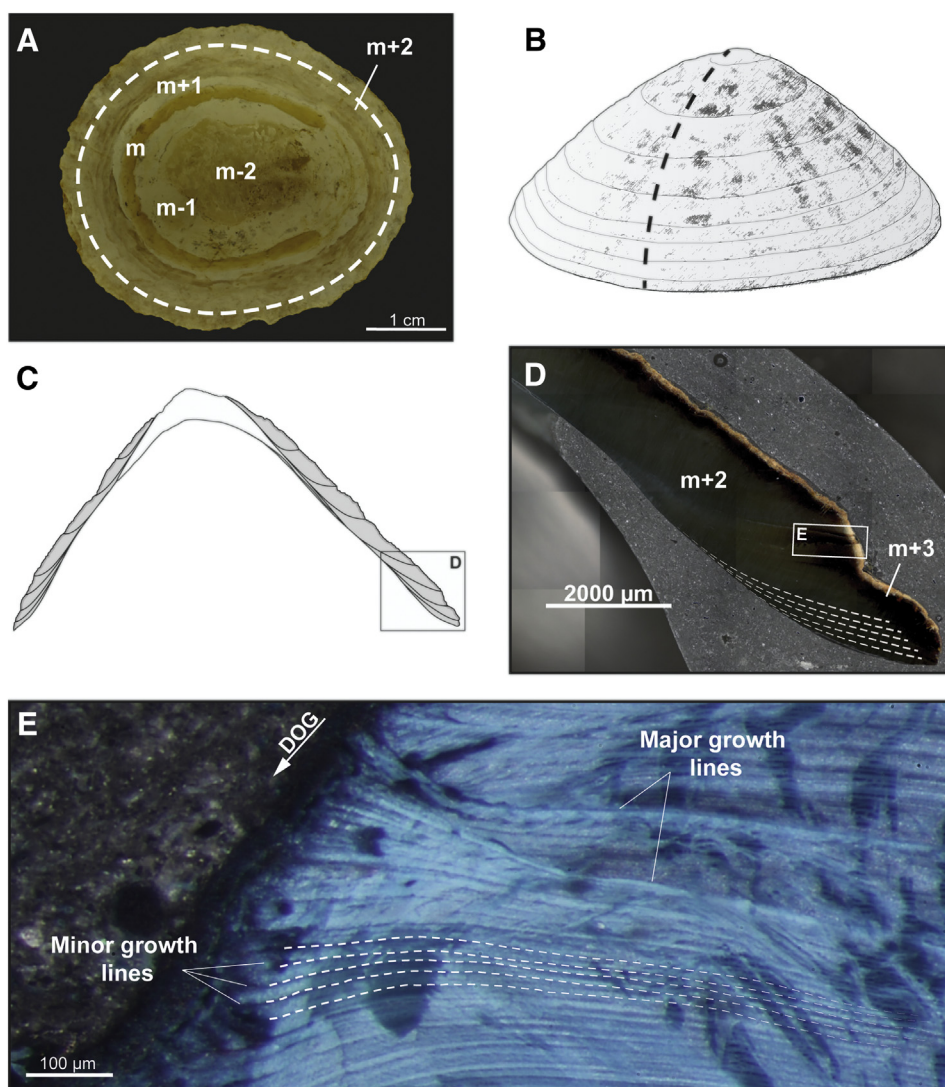 A
m+2
m+1
m
m-2
m-1
1 cm
B
C
D
D
m+2
E
m+3
2000 µm
E
DOG
Major growth
lines
Minor growth
lines
100 µm